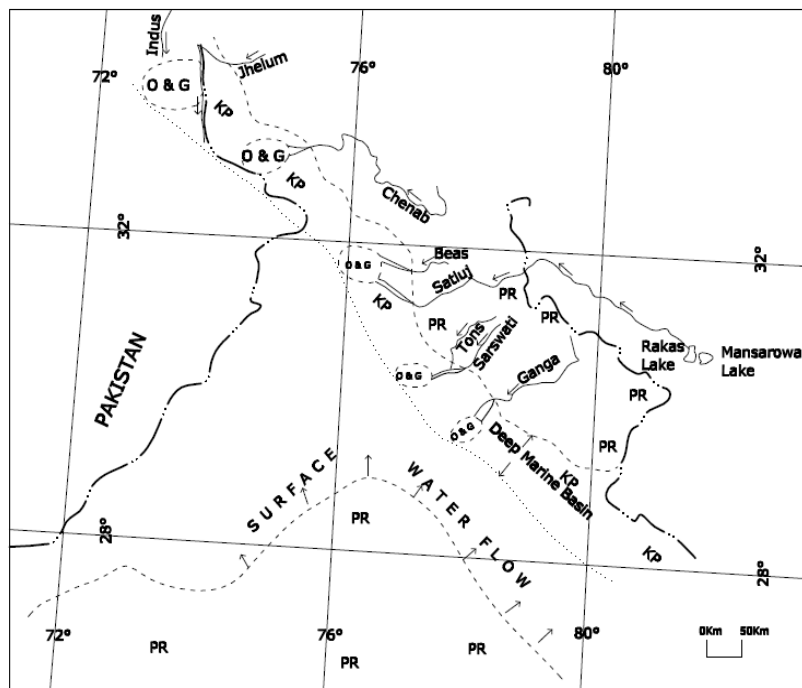 Indus
Jhelum
72°
76°
80°
O & G
KP
O & G
KP
Chenab
32°
32°
Beas
O & G
Satluj
PR
KP
PR
PR
Tons
Sarswati
Rakas
Lake
Mansarowa
Lake
PAKISTAN
Ganga
O & G
PR
O & G
Deep Marine Basin
PR
KP
SURFACE
WATER FLOW
PR
28°
KP
28°
72°
76°
80°
0Km 50Km
PR
PR
PR